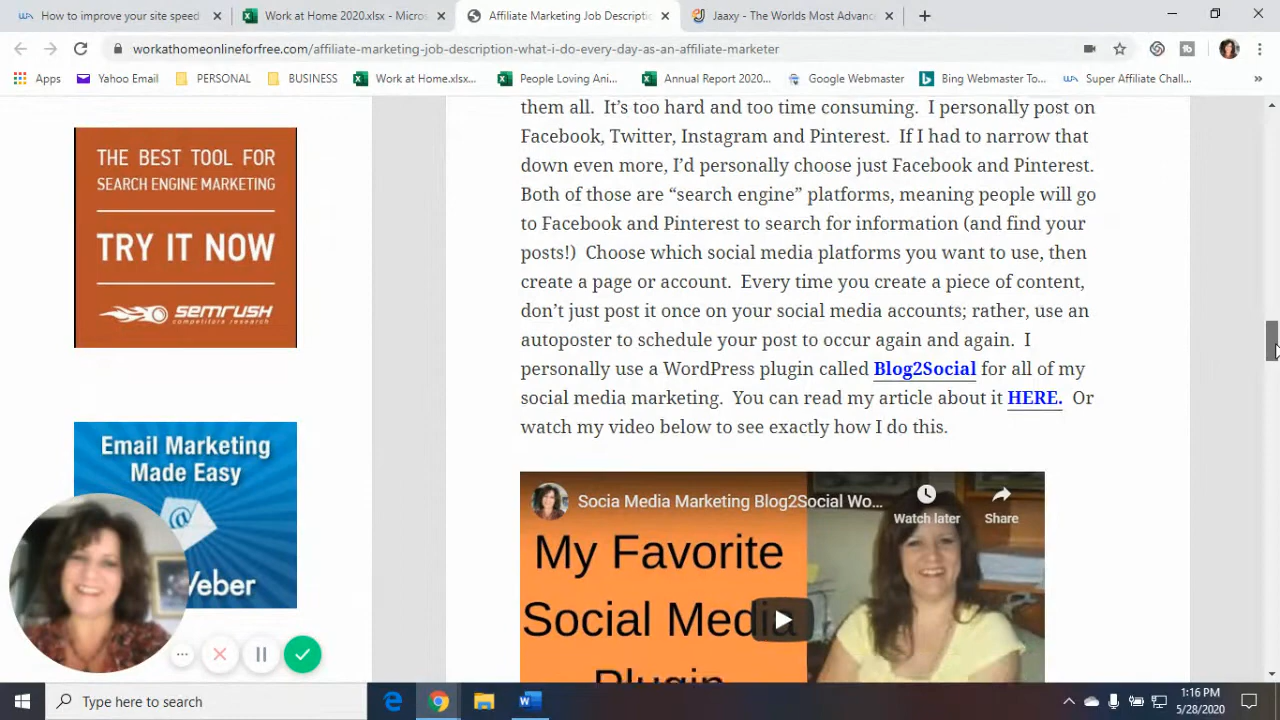 How to improve your site speed
Work at Home 2020.xlsx - Micros
Affiliate Marketing Job Descripti
Jaaxy - The Worlds Most Advanc
workathomeonlineforfree.com/affiliate-marketing-job-description-what-i-do-every-day-as-an-affiliate-marketer
Apps
Yahoo Email
PERSONAL
BUSINESS
Work at Home.xlsx...
People Loving Ani...
Annual Report 2020...
Google Webmaster
Bing Webmaster To...
Super Affiliate Chall...
»
them all. It's too hard and too time consuming. I personally post on
Facebook, Twitter, Instagram and Pinterest. If I had to narrow that
down even more, I'd personally choose just Facebook and Pinterest.
Both of those are “search engine” platforms, meaning people will go
to Facebook and Pinterest to search for information (and find your
posts!) Choose which social media platforms you want to use, then
create a page or account. Every time you create a piece of content,
don't just post it once on your social media accounts; rather, use an
autoposter to schedule your post to occur again and again. I
personally use a WordPress plugin called Blog2Social for all of my
social media marketing. You can read my article about it HERE. Or
watch my video below to see exactly how I do this.
THE BEST TOOL FOR
SEARCH ENGINE MARKETING
TRY IT NOW
semrush
competitors research
Email Marketing
Made Easy
@
Veber
Socia Media Marketing Blog2Social Wo...
Watch later
Share
My Favorite
Social Media
Plugin
Type here to search
1:16 PM
5/28/2020